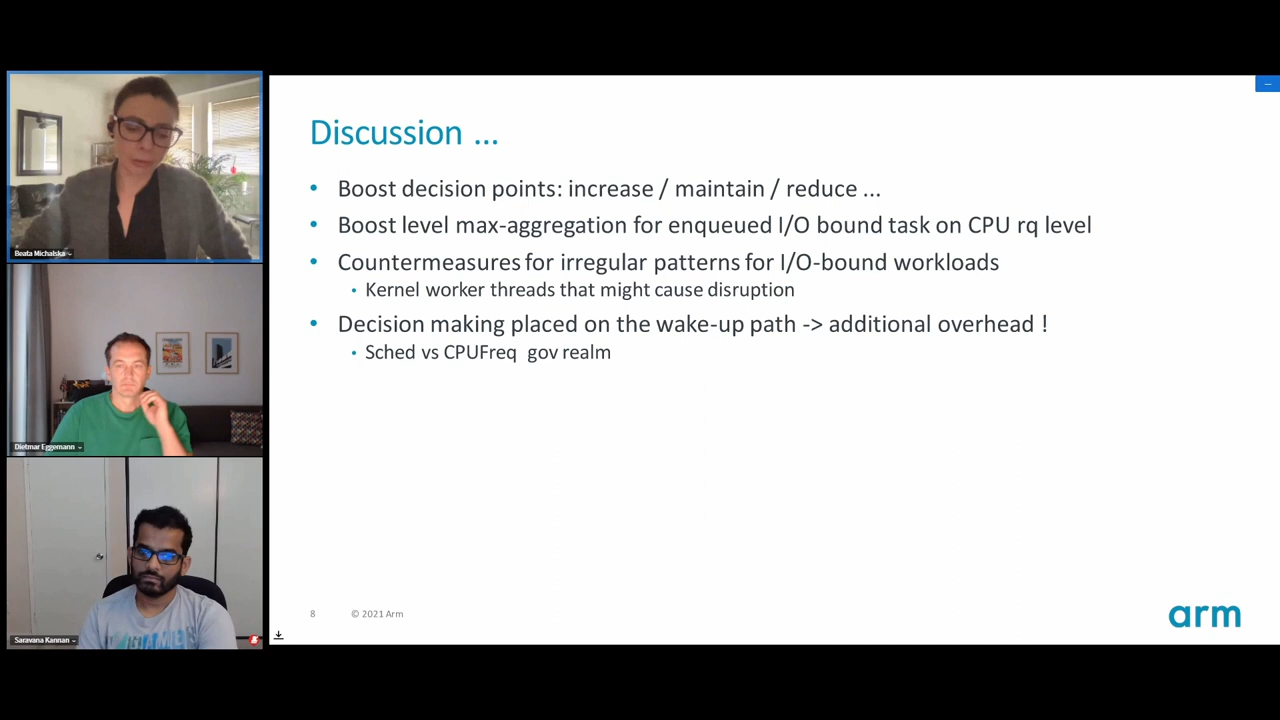 Beata Michalska
Dietmar Eggemann
Saravana Kannan
Discussion ...
• Boost decision points: increase / maintain / reduce ...
• Boost level max-aggregation for enqueued I/O bound task on CPU rq level
• Countermeasures for irregular patterns for I/O-bound workloads
• Kernel worker threads that might cause disruption
• Decision making placed on the wake-up path -> additional overhead !
• Sched vs CPUFreq gov realm
8 © 2021 Arm
arm